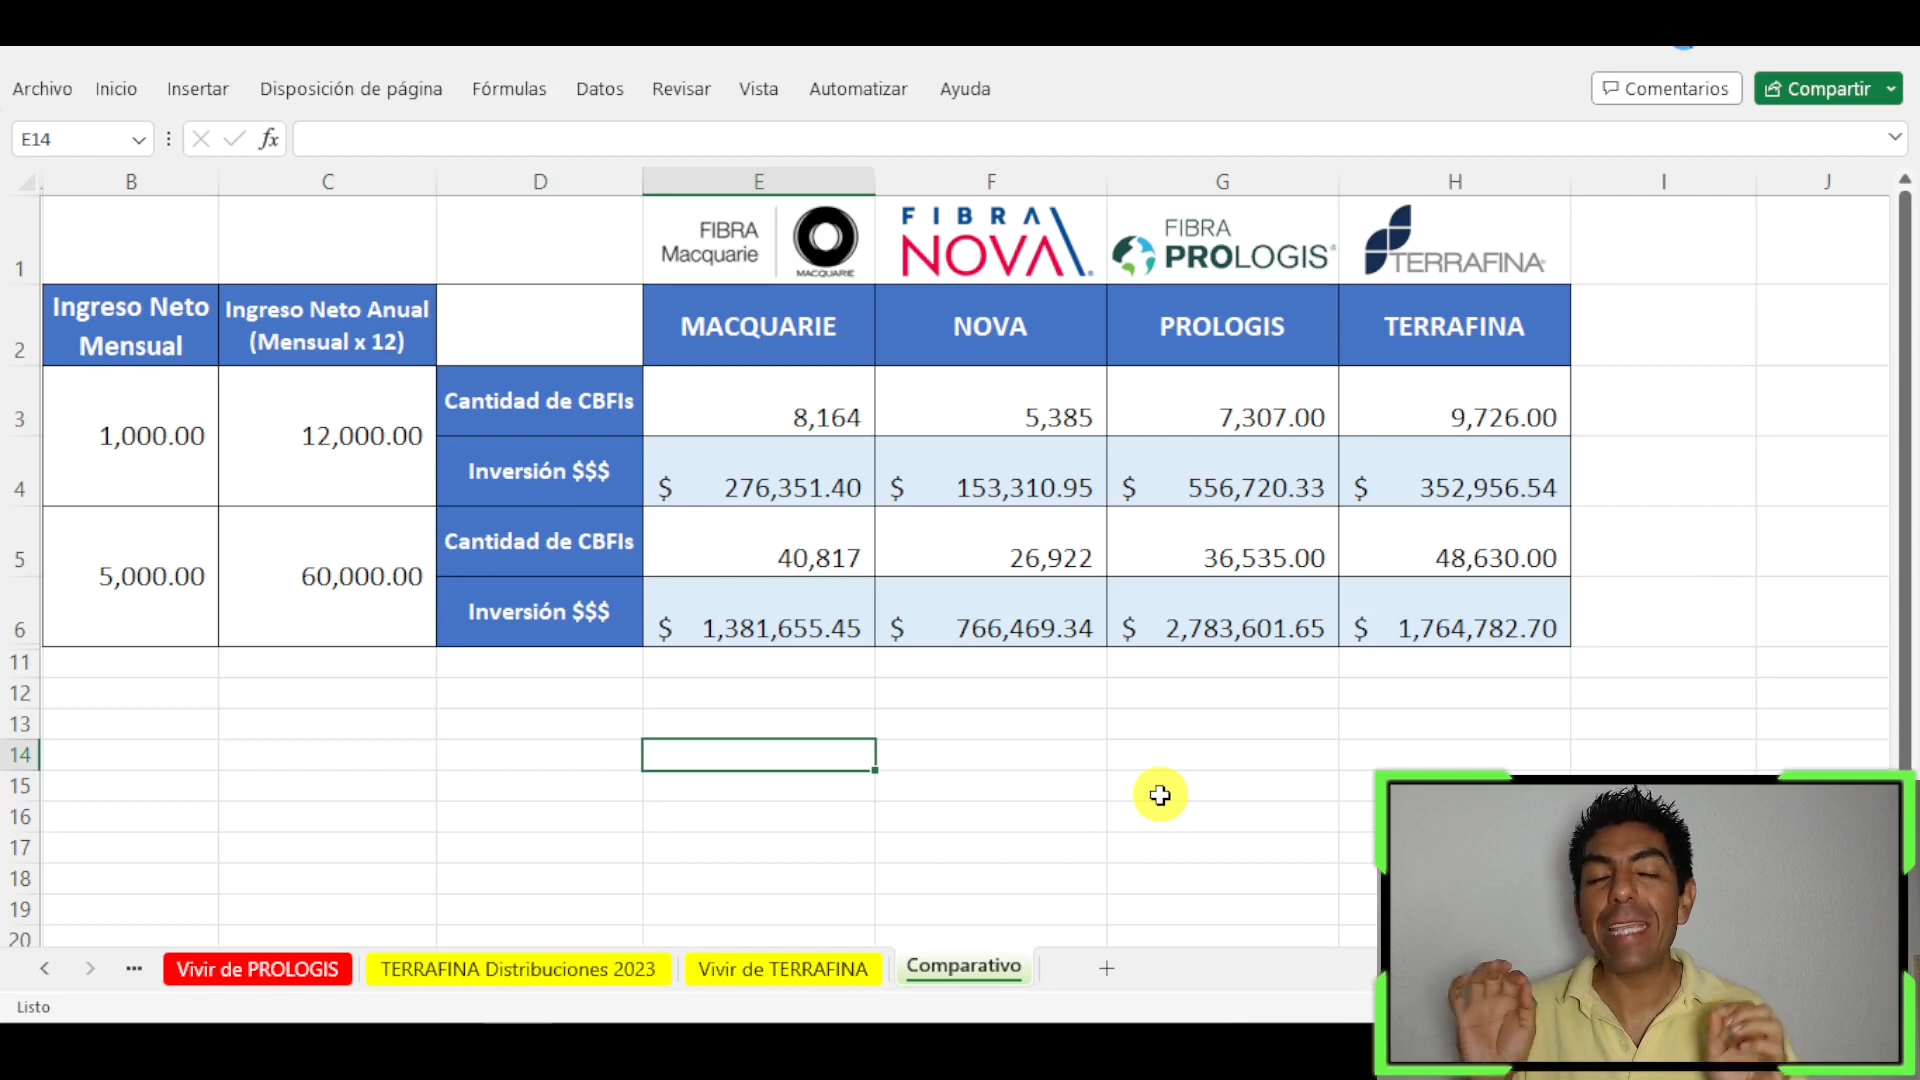 Archivo Inicio Insertar Disposición de página Fórmulas Datos Revisar Vista Automatizar Ayuda Comentarios Compartir
E14 fx
B C D E F G H I J
FIBRA
Macquarie
MACQUARIE
FIBRA
NOVA
FIBRA
PROLOGIS®
TERRAFINA
1
Ingreso Neto
Mensual
Ingreso Neto Anual
(Mensual x 12)
MACQUARIE NOVA PROLOGIS TERRAFINA
2
Cantidad de CBFIs
3 8,164 5,385 7,307.00 9,726.00
1,000.00 12,000.00
Inversión $$$
4 $ 276,351.40 $ 153,310.95 $ 556,720.33 $ 352,956.54
Cantidad de CBFIs
5 40,817 26,922 36,535.00 48,630.00
5,000.00 60,000.00
Inversión $$$
6 $ 1,381,655.45 $ 766,469.34 $ 2,783,601.65 $ 1,764,782.70
11
12
13
14
15
16
17
18
19
20
Vivir de PROLOGIS TERRAFINA Distribuciones 2023 Vivir de TERRAFINA Comparativo
Listo